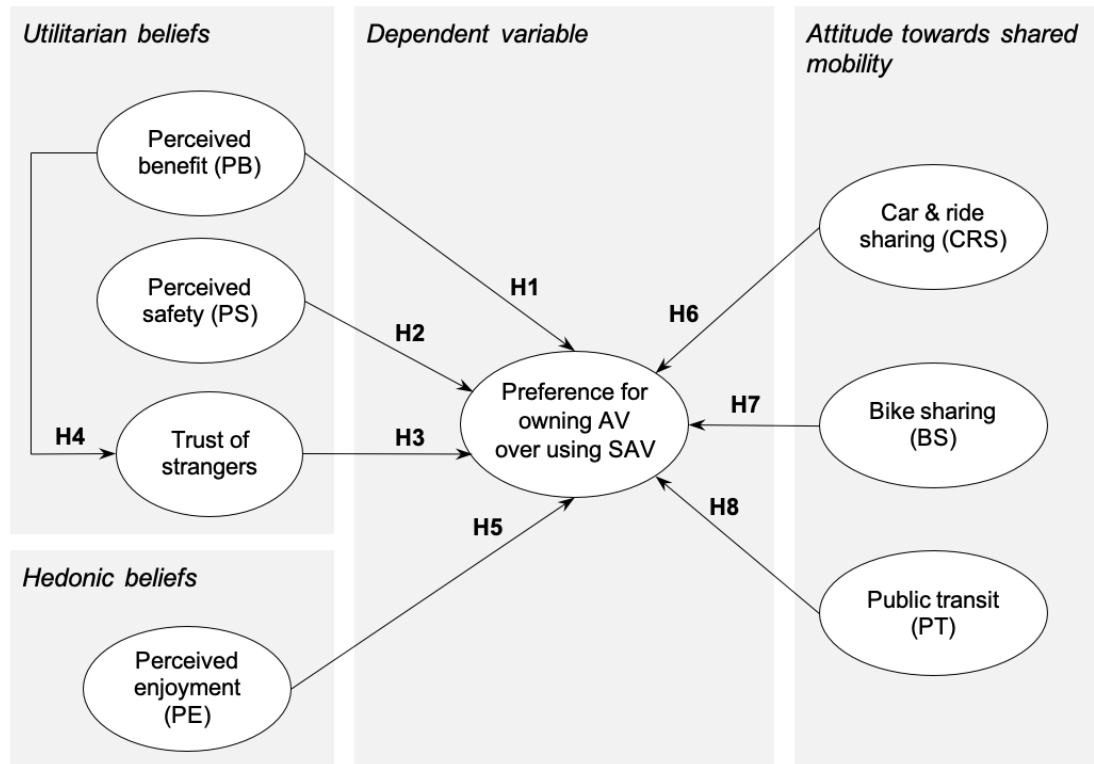 Utilitarian beliefs
Perceived
benefit (PB)
Perceived
safety (PS)
Trust of
strangers
H4
Hedonic beliefs
Perceived
enjoyment
(PE)
Dependent variable
H1
H2
H3
H5
Preference for
owning AV
over using SAV
H6
H7
H8
Attitude towards shared
mobility
Car & ride
sharing (CRS)
Bike sharing
(BS)
Public transit
(PT)